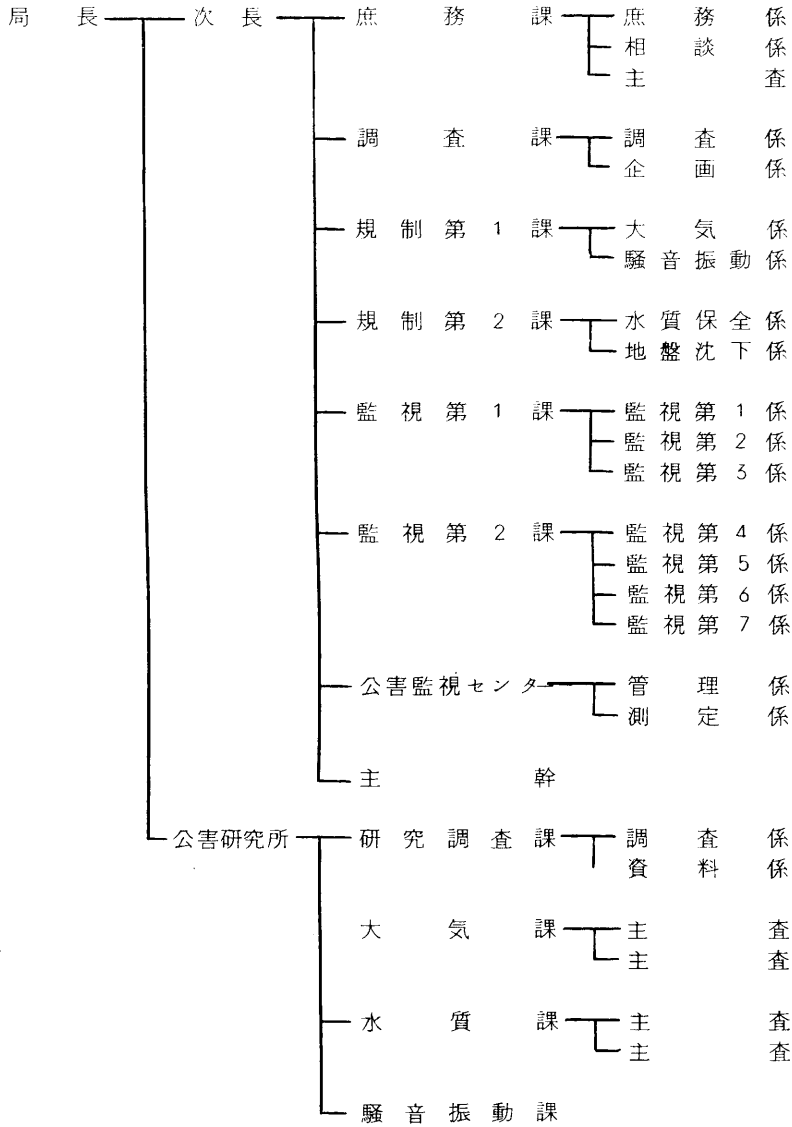 局長 次長 庶務課 庶務係
相談係
主査
調査課 調査係
企画係
規制第1課 大気係
騒音振動係
規制第2課 水質保全係
地盤沈下係
監視第1課 監視第1係
監視第2係
監視第3係
監視第2課 監視第4係
監視第5係
監視第6係
監視第7係
公害監視センター 管理係
測定係
主幹
公害研究所 研究調査課 調査係
資料係
大気課 主査
主査
水質課 主査
主査
騒音振動課